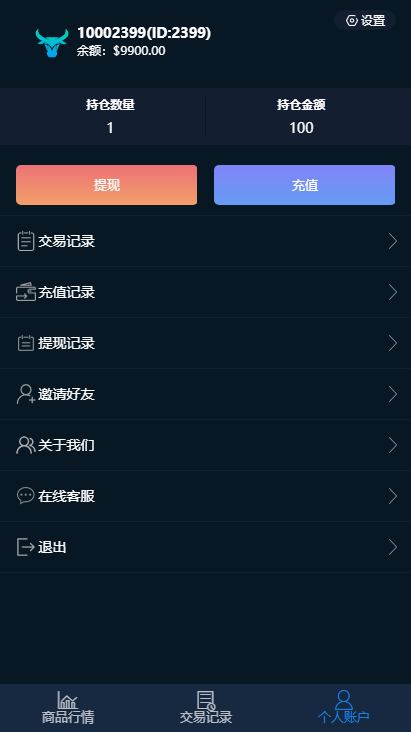 设置
10002399(ID:2399)
余额：$9900.00
持仓数量 持仓金额
1 100
提现 充值
交易记录
充值记录
提现记录
邀请好友
关于我们
在线客服
退出
商品行情 交易记录 个人账户